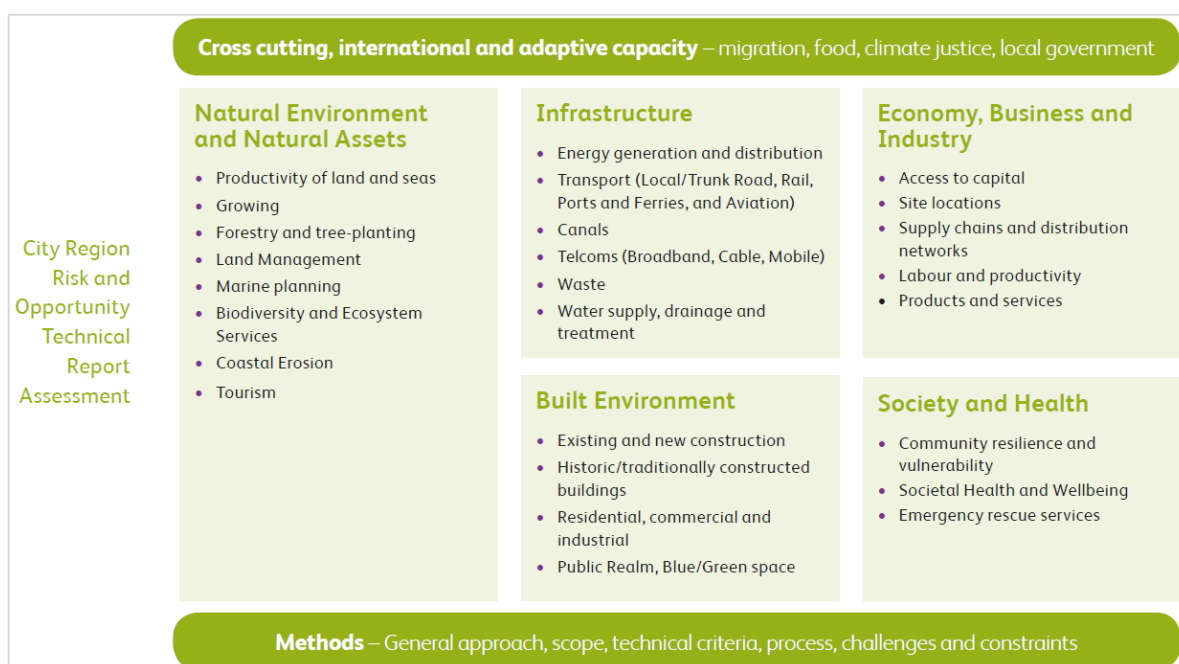 Cross cutting, international and adaptive capacity – migration, food, climate justice, local government
City Region
Risk and
Opportunity
Technical
Report
Assessment
Natural Environment
and Natural Assets
• Productivity of land and seas
• Growing
• Forestry and tree-planting
• Land Management
• Marine planning
• Biodiversity and Ecosystem
Services
• Coastal Erosion
• Tourism
Infrastructure
• Energy generation and distribution
• Transport (Local/Trunk Road, Rail,
Ports and Ferries, and Aviation)
• Canals
• Telcoms (Broadband, Cable, Mobile)
• Waste
• Water supply, drainage and
treatment
Economy, Business and
Industry
• Access to capital
• Site locations
• Supply chains and distribution
networks
• Labour and productivity
• Products and services
Built Environment
• Existing and new construction
• Historic/traditionally constructed
buildings
• Residential, commercial and
industrial
• Public Realm, Blue/Green space
Society and Health
• Community resilience and
vulnerability
• Societal Health and Wellbeing
• Emergency rescue services
Methods – General approach, scope, technical criteria, process, challenges and constraints